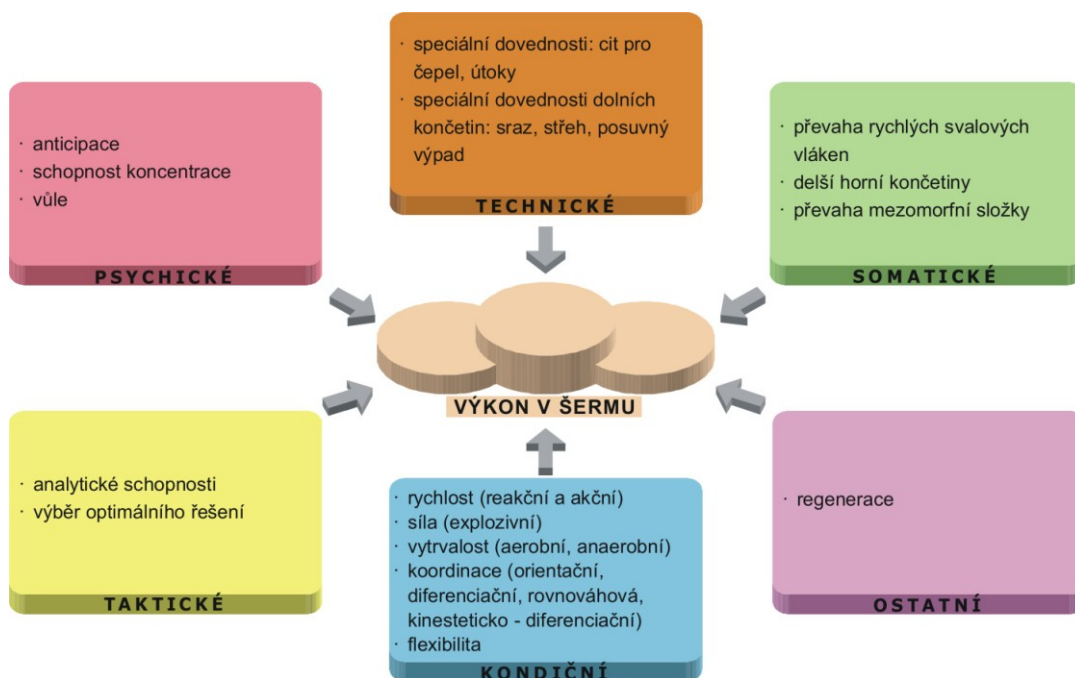 · speciální dovednosti: cit pro
čepel, útoky
· speciální dovednosti dolních
končetin: sraz, střeh, posuvný
výpad
TECHNICKÉ
· anticipace
· schopnost koncentrace
· vůle
PSYCHICKÉ
· převaha rychlých svalových
vláken
· delší horní končetiny
· převaha mezomorfní složky
SOMATICKÉ
VÝKON V ŠERMU
· analytické schopnosti
· výběr optimálního řešení
TAKTICKÉ
· rychlost (reakční a akční)
· síla (explozivní)
· vytrvalost (aerobní, anaerobní)
· koordinace (orientační,
diferenciační, rovnováhová,
kinesteticko - diferenciační)
· flexibilita
KONDIČNÍ
· regenerace
OSTATNÍ